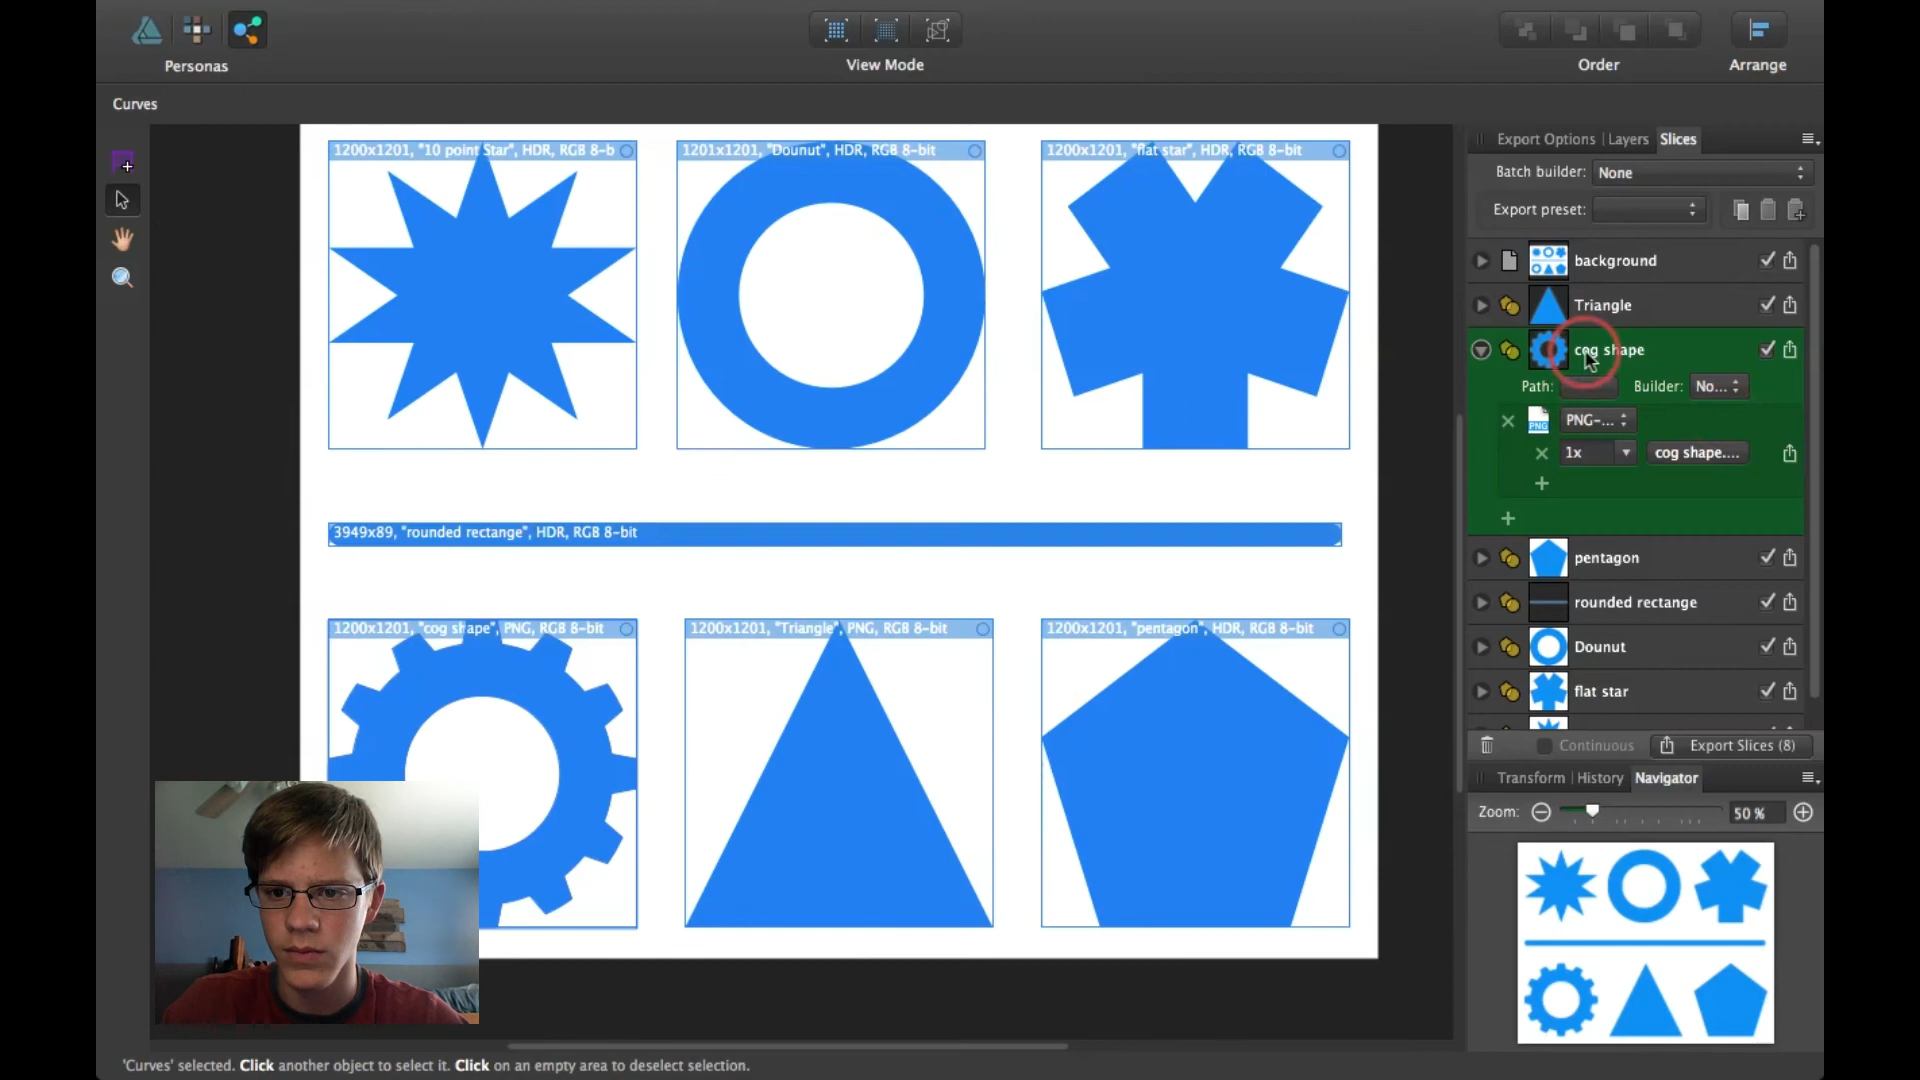 Personas
View Mode
Order
Arrange
Curves
1200x1201, "10 point Star", HDR, RGB 8-b
1201x1201, "Dounut", HDR, RGB 8-bit
1200x1201, "flat star", HDR, RGB 8-bit
3949x89, "rounded rectange", HDR, RGB 8-bit
1200x1201, "cog shape", PNG, RGB 8-bit
1200x1201, "Triangle", PNG, RGB 8-bit
1200x1201, "pentagon", HDR, RGB 8-bit
Export Options | Layers | Slices
Batch builder: None
Export preset:
background
Triangle
cog shape
Path: Builder: No...
PNG PNG-...
1x cog shape....
pentagon
rounded rectange
Dounut
flat star
Continuous Export Slices (8)
Transform | History | Navigator
Zoom: 50 %
'Curves' selected. Click another object to select it. Click on an empty area to deselect selection.